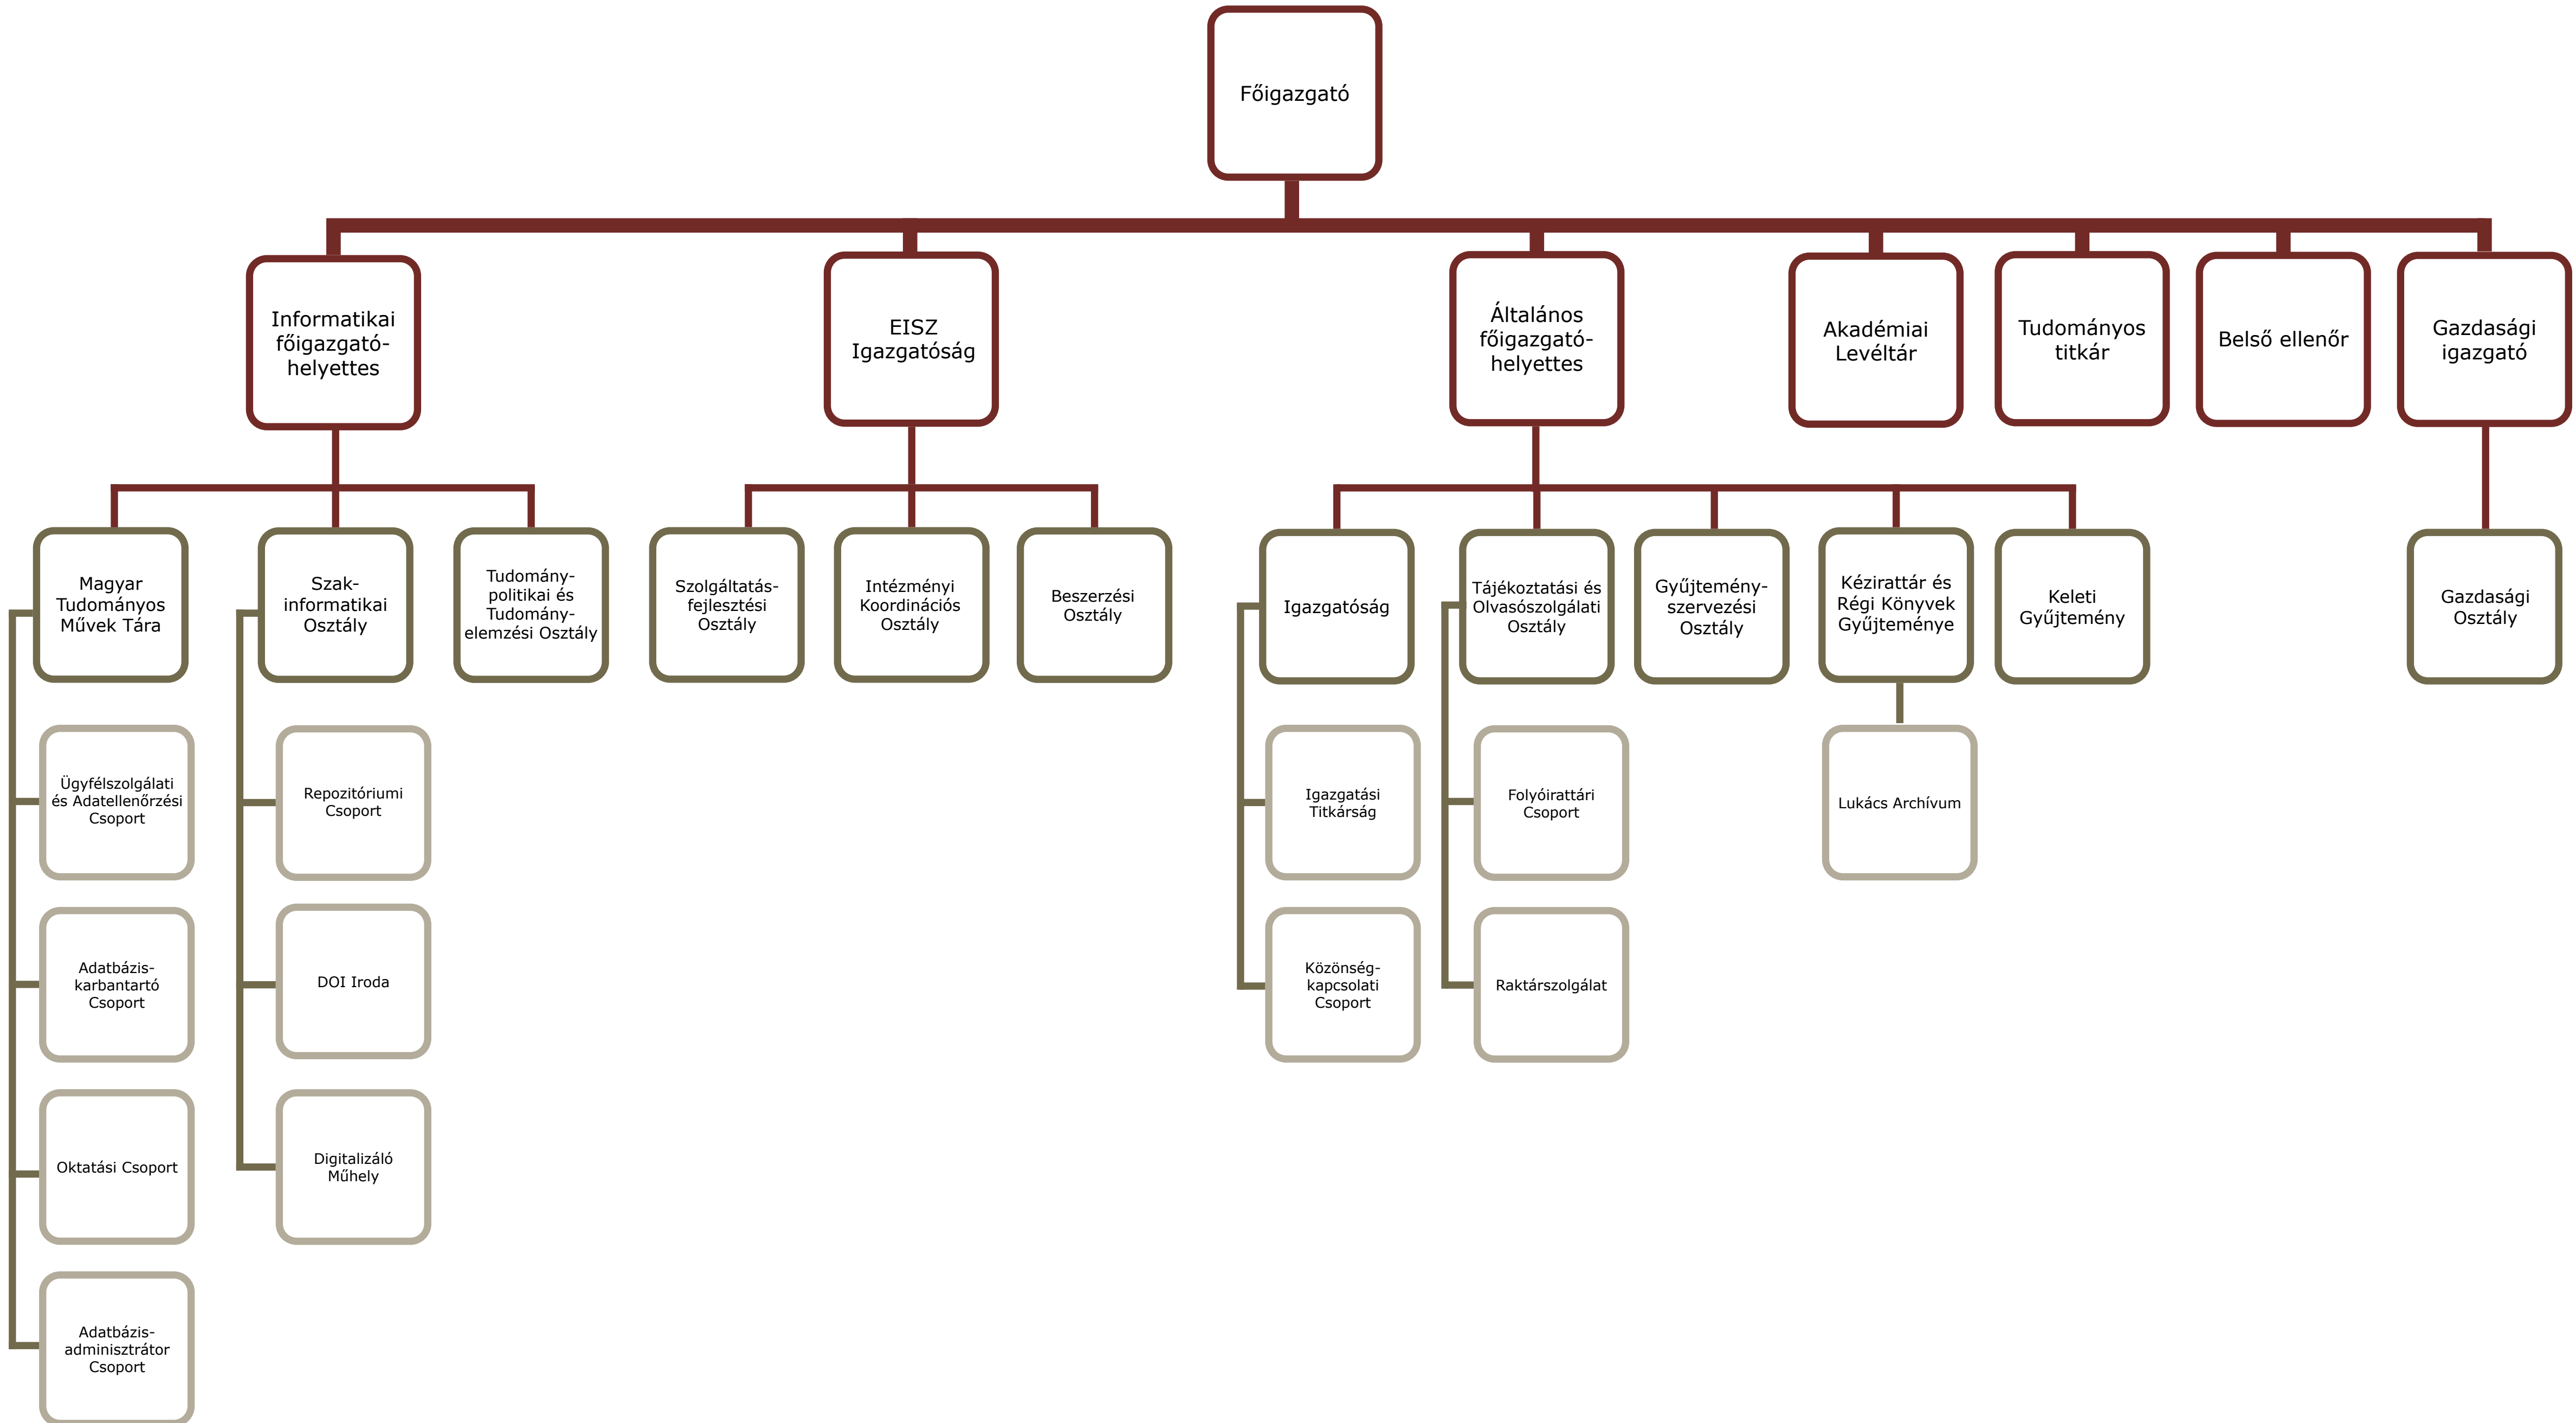 Főigazgató
Informatikai
főigazgató-
helyettes
EISZ
Igazgatóság
Általános
főigazgató-
helyettes
Akadémiai
Levéltár
Tudományos
titkár
Belső ellenőr
Gazdasági
igazgató
Magyar
Tudományos
Művek Tára
Szak-
informatikai
Osztály
Tudomány-
politikai és
Tudomány-
elemzési Osztály
Szolgáltatás-
fejlesztési
Osztály
Intézményi
Koordinációs
Osztály
Beszerzési
Osztály
Igazgatóság
Tájékoztatási és
Olvasószolgálati
Osztály
Gyűjtemény-
szervezési
Osztály
Kézirattár és
Régi Könyvek
Gyűjteménye
Keleti
Gyűjtemény
Gazdasági
Osztály
Ügyfélszolgálati
és Adatellenőrzési
Csoport
Repozitóriumi
Csoport
Igazgatási
Titkárság
Folyóirattári
Csoport
Lukács Archívum
Adatbázis-
karbantartó
Csoport
DOI Iroda
Közönség-
kapcsolati
Csoport
Raktárszolgálat
Oktatási Csoport
Digitalizáló
Műhely
Adatbázis-
adminisztrátor
Csoport